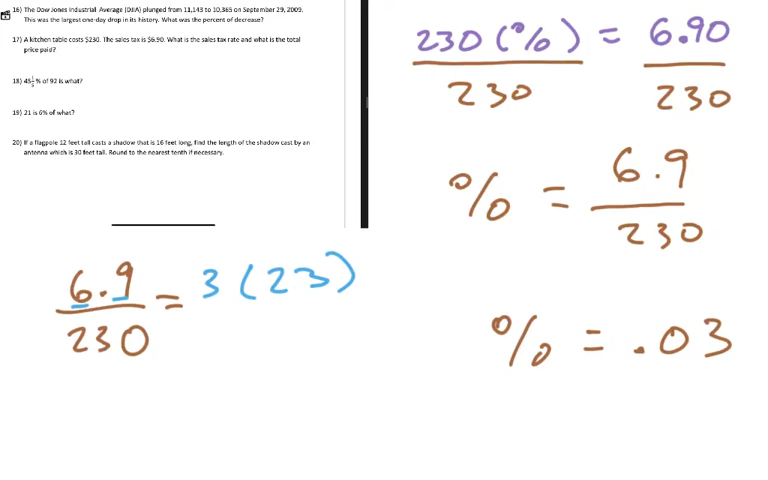 16) The Dow Jones Industrial Average (DJIA) plunged from 11,143 to 10,365 on September 29, 2009.
This was the largest one-day drop in its history. What was the percent of decrease?
17) A kitchen table costs $230. The sales tax is $6.90. What is the sales tax rate and what is the total
price paid?
18) 43 1/3 % of 92 is what?
19) 21 is 6% of what?
20) If a flagpole 12 feet tall casts a shadow that is 16 feet long, find the length of the shadow cast by an
antenna which is 30 feet tall. Round to the nearest tenth if necessary.
230 (%) = 6.90
230 230
% = 6.9
230
6.9 = 3 (23)
230
% = .03